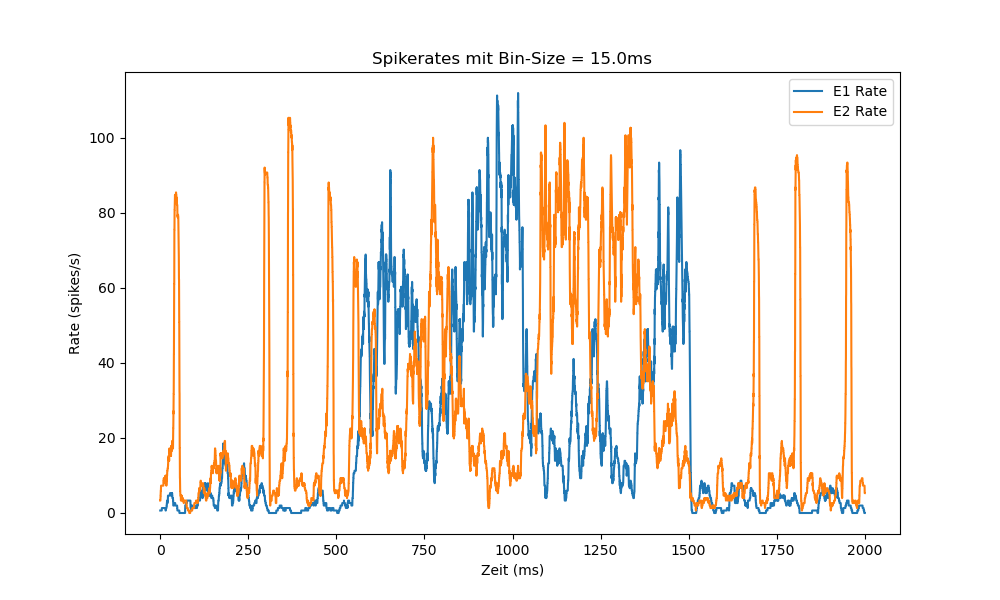 Spikerates mit Bin-Size = 15.0ms
E1 Rate
E2 Rate
100
80
60
40
20
0
Rate (spikes/s)
0 250 500 750 1000 1250 1500 1750 2000
Zeit (ms)